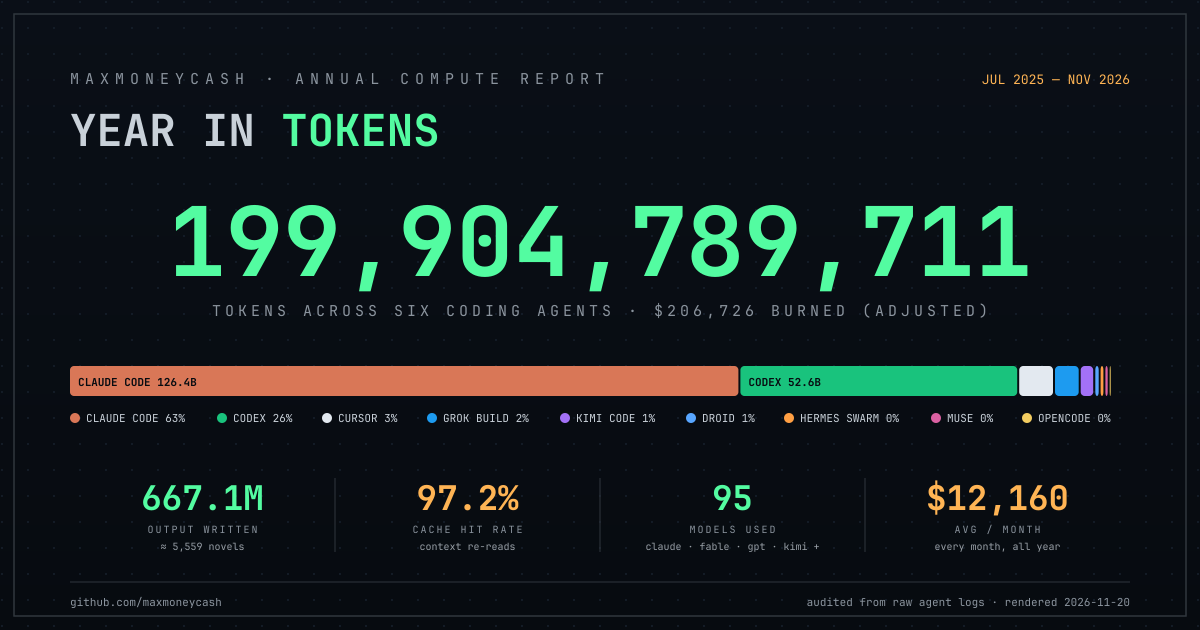 MAXMONEYCASH · ANNUAL COMPUTE REPORT
JUL 2025 — NOV 2026
YEAR IN TOKENS
199,904,789,711
TOKENS ACROSS SIX CODING AGENTS · $206,726 BURNED (ADJUSTED)
CLAUDE CODE 126.4B
CODEX 52.6B
CLAUDE CODE 63%
CODEX 26%
CURSOR 3%
GROK BUILD 2%
KIMI CODE 1%
DROID 1%
HERMES SWARM 0%
MUSE 0%
OPENCODE 0%
667.1M
OUTPUT WRITTEN
≈ 5,559 novels
97.2%
CACHE HIT RATE
context re-reads
95
MODELS USED
claude · fable · gpt · kimi +
$12,160
AVG / MONTH
every month, all year
github.com/maxmoneycash
audited from raw agent logs · rendered 2026-11-20